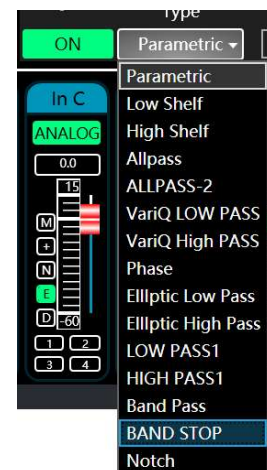 Type
ON
Parametric
In C
ANALOG
0.0
15
M
+
N
E
D
-60
1 2
3 4
Parametric
Low Shelf
High Shelf
Allpass
ALLPASS-2
VariQ LOW PASS
VariQ High PASS
Phase
Elllptic Low Pass
Elllptic High Pass
LOW PASS1
HIGH PASS1
Band Pass
BAND STOP
Notch